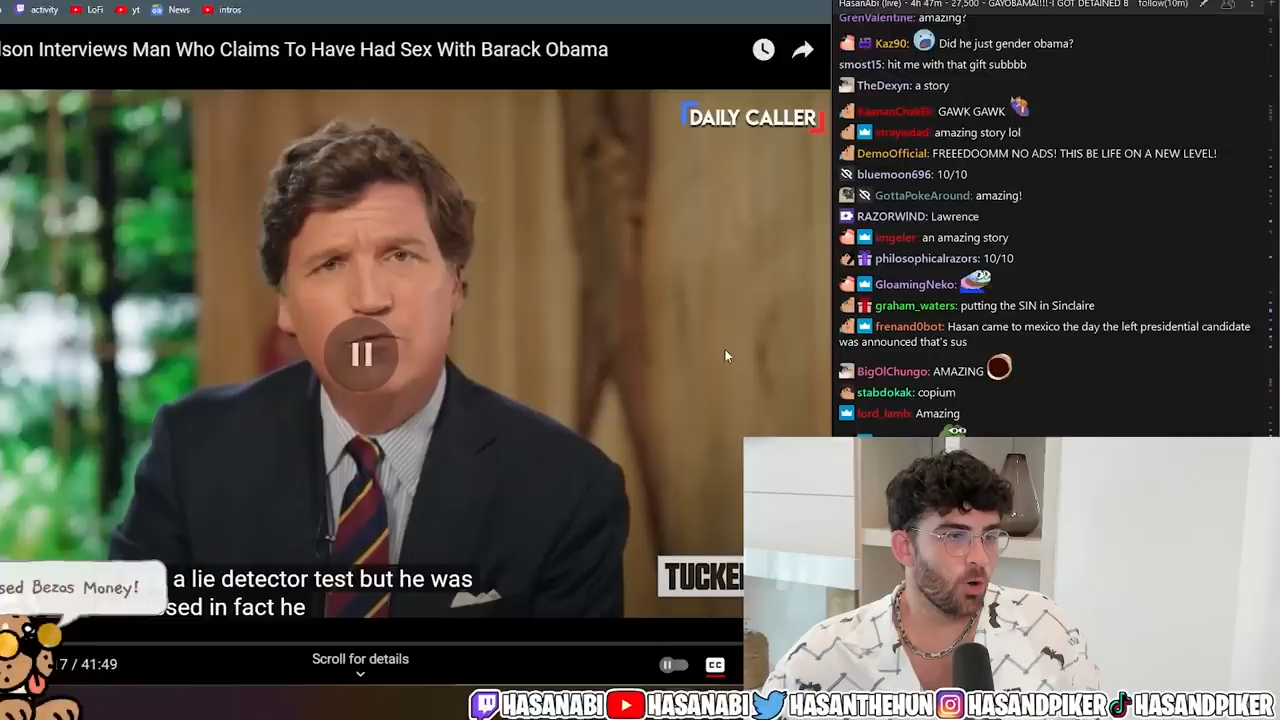 activity LoFi yt News intros
HasanAbi (live) - 4h 47m - 27,500 - GAYOBAMA!!!!-I GOT DETAINED B follow(10m)
lson Interviews Man Who Claims To Have Had Sex With Barack Obama
DAILY CALLER
GrenValentine: amazing?
Kaz90: Did he just gender obama?
smost15: hit me with that gift subbbb
TheDexyn: a story
KaananChakEk: GAWK GAWK
amazing story lol
DemoOfficial: FREEEDOOMM NO ADS! THIS BE LIFE ON A NEW LEVEL!
bluemoon696: 10/10
GottaPokeAround: amazing!
RAZORWIND: Lawrence
imgeler: an amazing story
philosophicalrazors: 10/10
GloamingNeko:
graham_waters: putting the SIN in Sinclaire
frenand0bot: Hasan came to mexico the day the left presidential candidate
was announced that's sus
BigOlChungo: AMAZING
stabdokak: copium
lord_lamb: Amazing
a lie detector test but he was
sed in fact he
sed Bezos Money!
TUCKE
17 / 41:49
Scroll for details
CC
HASANABI HASANABI HASANTHEHUN HASANDPIKER HASANDPIKER